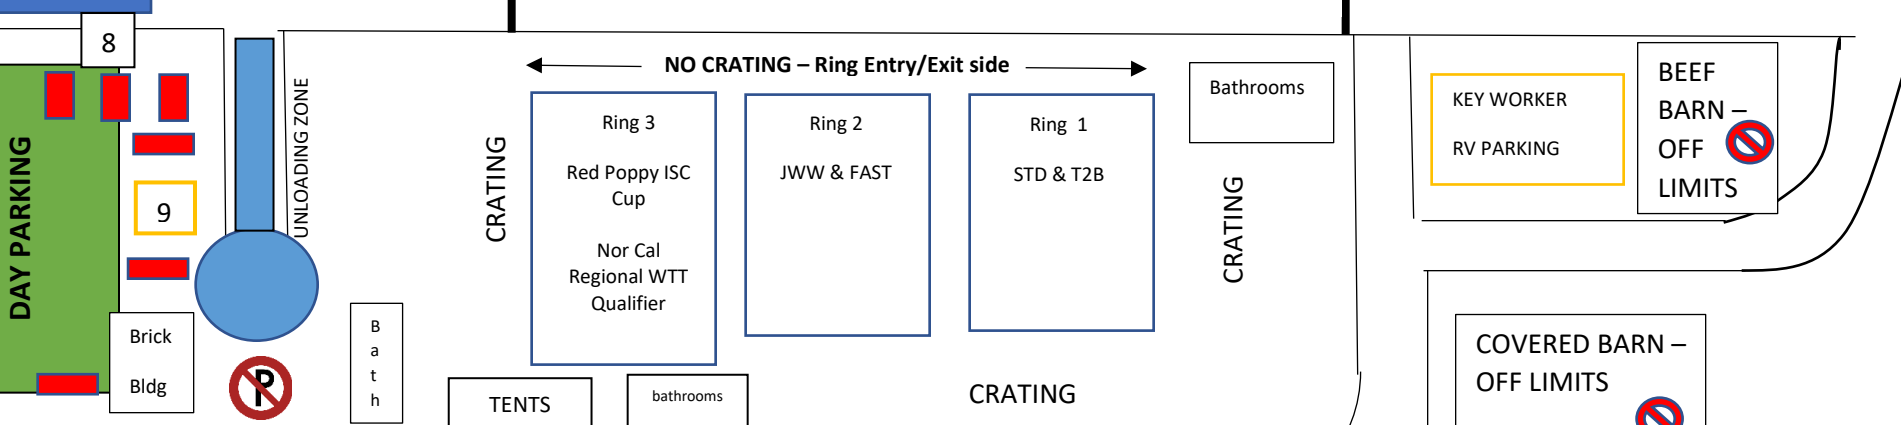 8
DAY PARKING
9
UNLOADING ZONE
Brick
Bldg
P
Bath
CRATING
NO CRATING – Ring Entry/Exit side
Ring 3
Red Poppy ISC
Cup
Nor Cal
Regional WTT
Qualifier
Ring 2
JWW & FAST
Ring 1
STD & T2B
TENTS
bathrooms
CRATING
Bathrooms
CRATING
KEY WORKER
RV PARKING
BEEF
BARN –
OFF
LIMITS
COVERED BARN –
OFF LIMITS